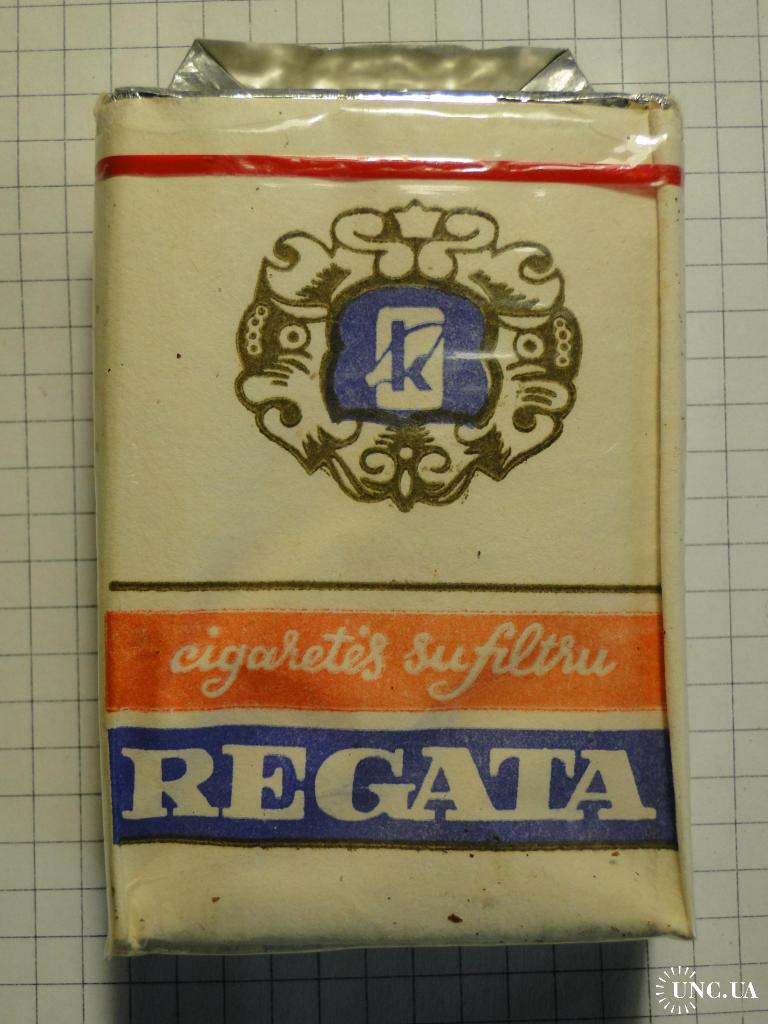 k
cigaretės su filtru
REGATA
UNC.UA